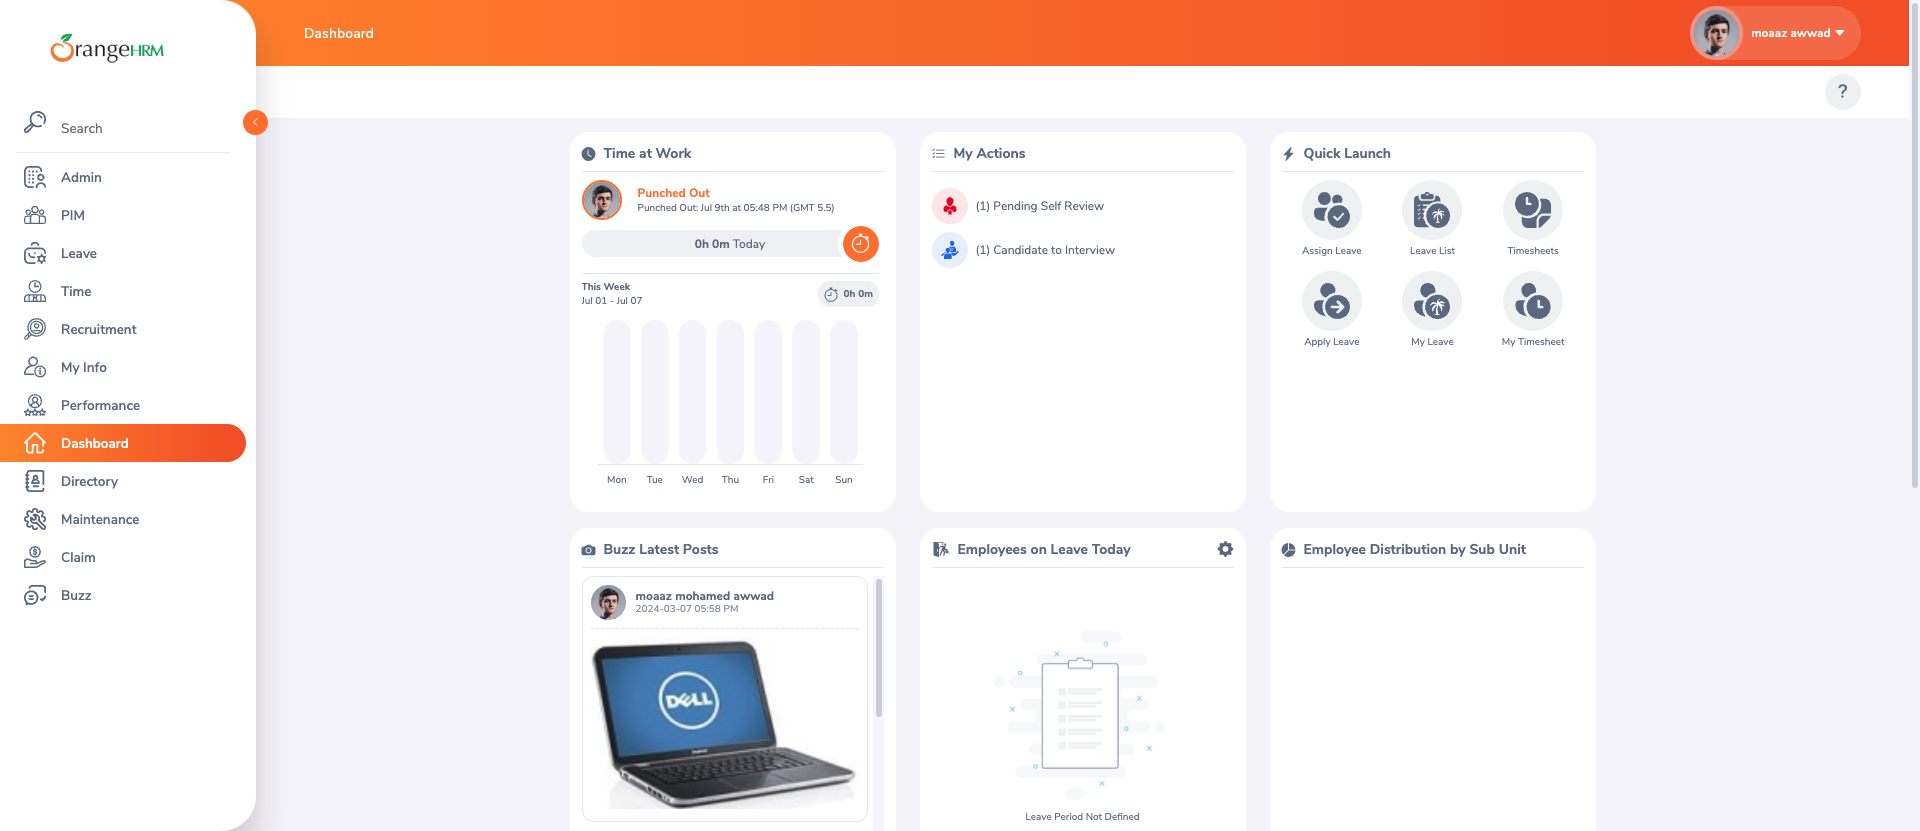 OrangeHRM
Dashboard
moaaz awwad
?
Search
Admin
PIM
Leave
Time
Recruitment
My Info
Performance
Dashboard
Directory
Maintenance
Claim
Buzz
Time at Work
Punched Out
Punched Out: Jul 9th at 05:48 PM (GMT 5.5)
0h 0m Today
This Week
Jul 01 - Jul 07
0h 0m
Mon Tue Wed Thu Fri Sat Sun
My Actions
(1) Pending Self Review
(1) Candidate to Interview
Quick Launch
Assign Leave Leave List Timesheets
Apply Leave My Leave My Timesheet
Buzz Latest Posts
moaaz mohamed awwad
2024-03-07 05:58 PM
DELL
Employees on Leave Today
Leave Period Not Defined
Employee Distribution by Sub Unit